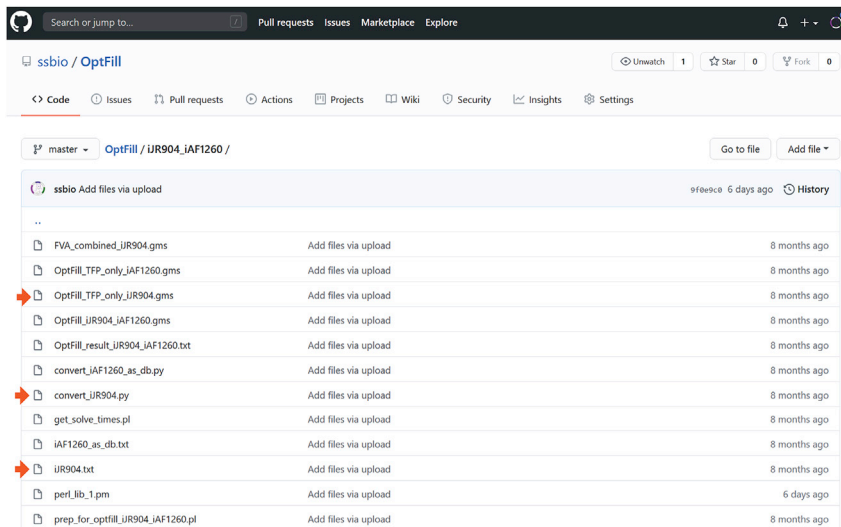 Search or jump to... / Pull requests Issues Marketplace Explore
ssbio / OptFill Unwatch 1 Star 0 Fork 0
<> Code Issues Pull requests Actions Projects Wiki Security Insights Settings
master OptFill / iJR904_iAF1260 / Go to file Add file
ssbio Add files via upload 9f0e9c0 6 days ago History
..
FVA_combined_iJR904.gms Add files via upload 8 months ago
OptFill_TFP_only_iAF1260.gms Add files via upload 8 months ago
OptFill_TFP_only_iJR904.gms Add files via upload 8 months ago
OptFill_iJR904_iAF1260.gms Add files via upload 8 months ago
OptFill_result_iJR904_iAF1260.txt Add files via upload 8 months ago
convert_iAF1260_as_db.py Add files via upload 8 months ago
convert_iJR904.py Add files via upload 8 months ago
get_solve_times.pl Add files via upload 8 months ago
iAF1260_as_db.txt Add files via upload 8 months ago
iJR904.txt Add files via upload 8 months ago
perl_lib_1.pm Add files via upload 6 days ago
prep_for_optfill_iJR904_iAF1260.pl Add files via upload 8 months ago